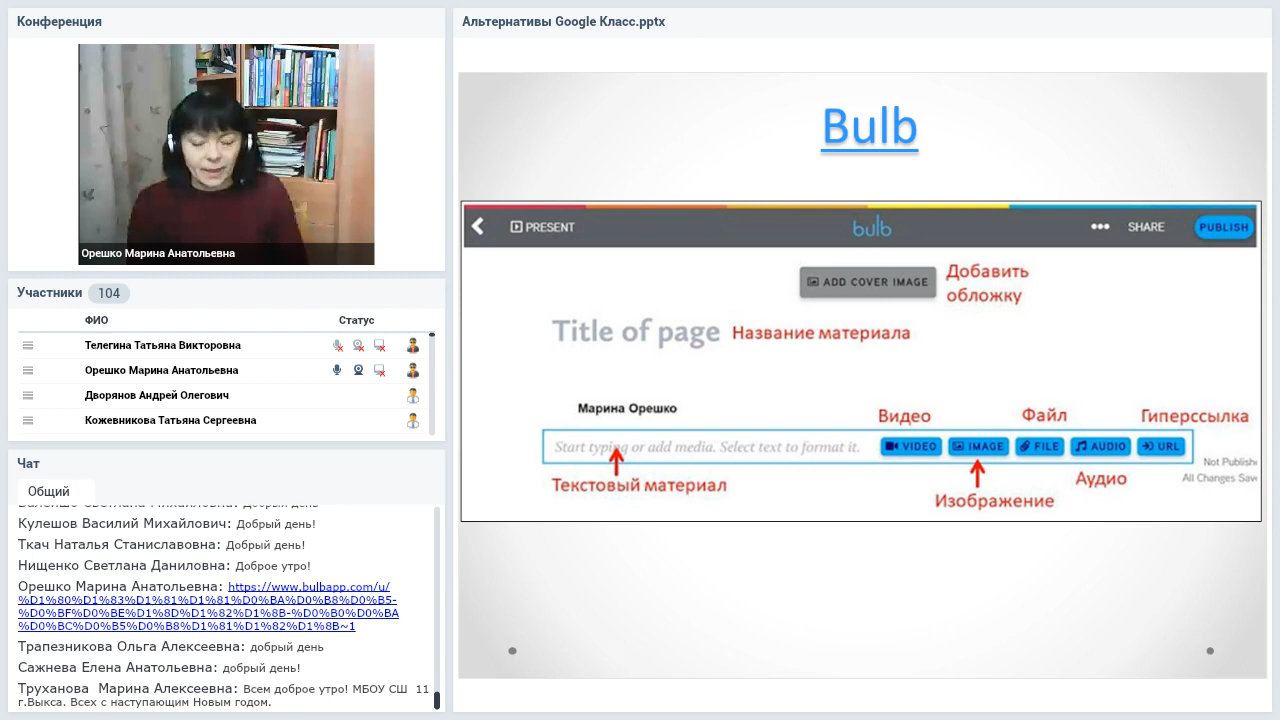 Конференция
Орешко Марина Анатольевна
Участники 104
ФИО Статус
Телегина Татьяна Викторовна
Орешко Марина Анатольевна
Дворянов Андрей Олегович
Кожевникова Татьяна Сергеевна
Чат
Общий
Кулешов Василий Михайлович: Добрый день!
Ткач Наталья Станиславовна: Добрый день!
Нищенко Светлана Даниловна: Доброе утро!
Орешко Марина Анатольевна: https://www.bulbapp.com/u/
%D1%80%D1%83%D1%81%D1%81%D0%BA%D0%B8%D0%B5-
%D0%BF%D0%BE%D1%8D%D1%82%D1%8B-%D0%B0%D0%BA
%D0%BC%D0%B5%D0%B8%D1%81%D1%82%D1%8B~1
Трапезникова Ольга Алексеевна: добрый день
Сажнева Елена Анатольевна: добрый день!
Труханова Марина Алексеевна: Всем доброе утро! МБОУ СШ 11
г.Выкса. Всех с наступающим Новым годом.
Альтернативы Google Класс.pptx
Bulb
PRESENT bulb ••• SHARE PUBLISH
ADD COVER IMAGE Добавить
обложку
Title of page Название материала
Марина Орешко
Видео Файл Гиперссылка
Start typing or add media. Select text to format it. VIDEO IMAGE FILE AUDIO URL
Not Publish
All Changes Sav
Текстовый материал Аудио
Изображение